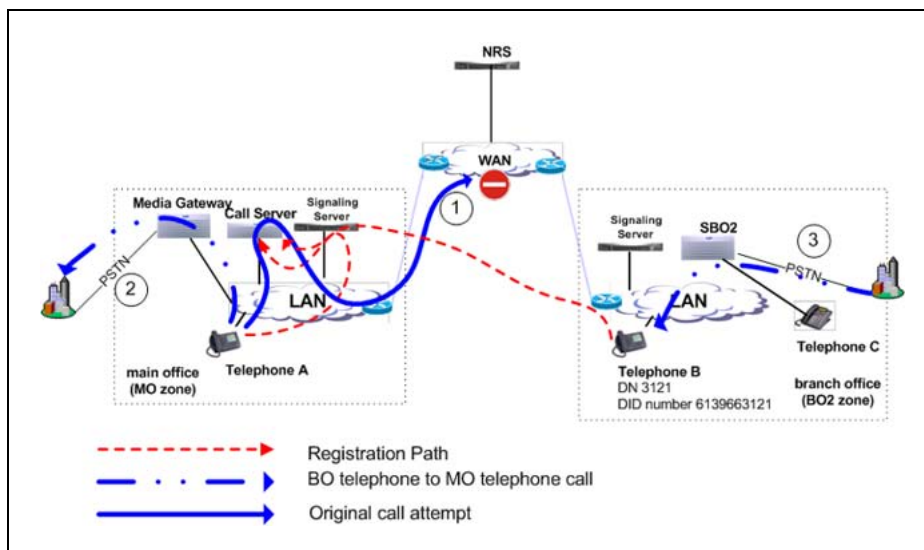 NRS
WAN
1
Media Gateway
Call Server
Signaling
Server
PSTN
2
LAN
Telephone A
main office
(MO zone)
Signaling
Server
SBO2
3
PSTN
LAN
Telephone C
Telephone B
DN 3121
DID number 6139663121
branch office
(BO2 zone)
Registration Path
BO telephone to MO telephone call
Original call attempt